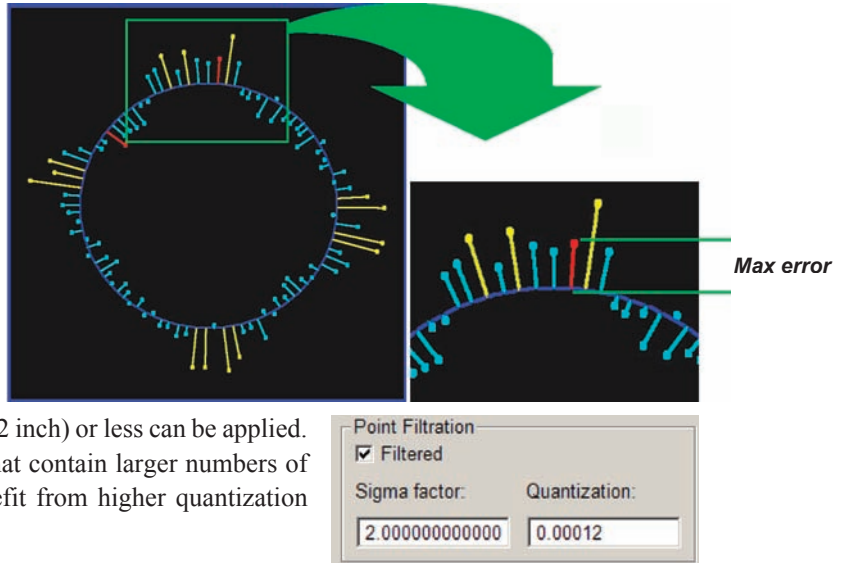 Max error
2 inch) or less can be applied.
hat contain larger numbers of
efit from higher quantization
Point Filtration
Filtered
Sigma factor: Quantization:
2.000000000000 0.00012